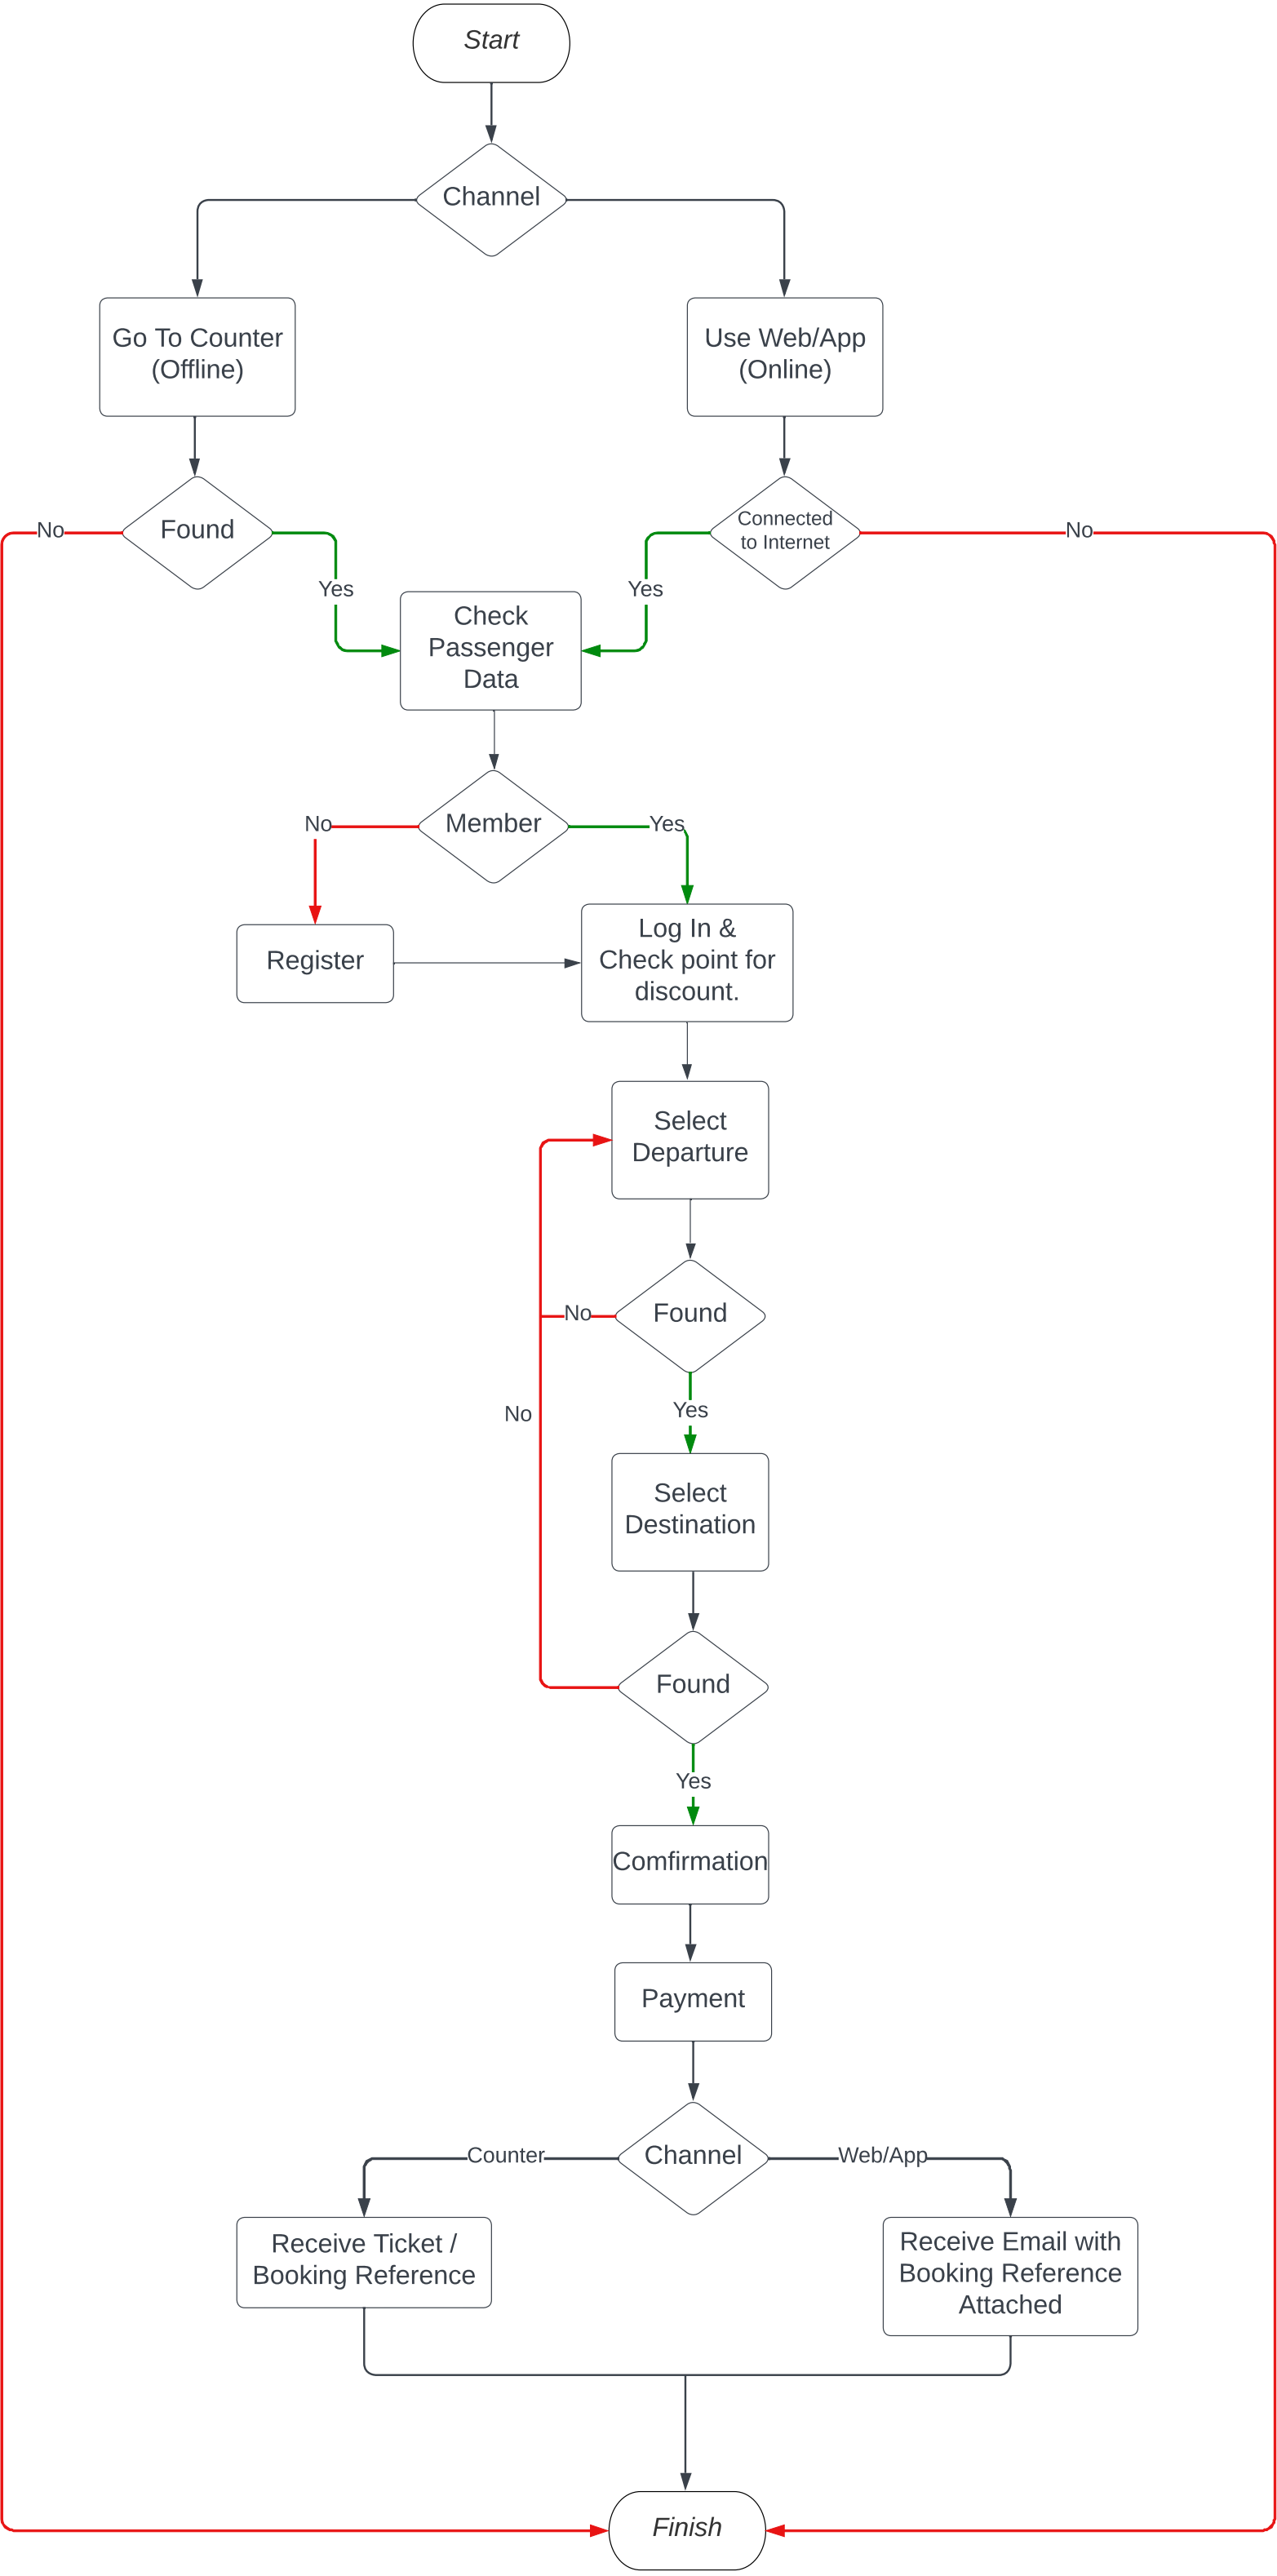 Start
Channel
Go To Counter
(Offline)
Use Web/App
(Online)
No
Found
Connected
to Internet
No
Yes
Yes
Check
Passenger
Data
No
Member
Yes
Register
Log In &
Check point for
discount.
Select
Departure
No
Found
Yes
No
Select
Destination
Found
Yes
Comfirmation
Payment
Counter
Channel
Web/App
Receive Ticket /
Booking Reference
Receive Email with
Booking Reference
Attached
Finish